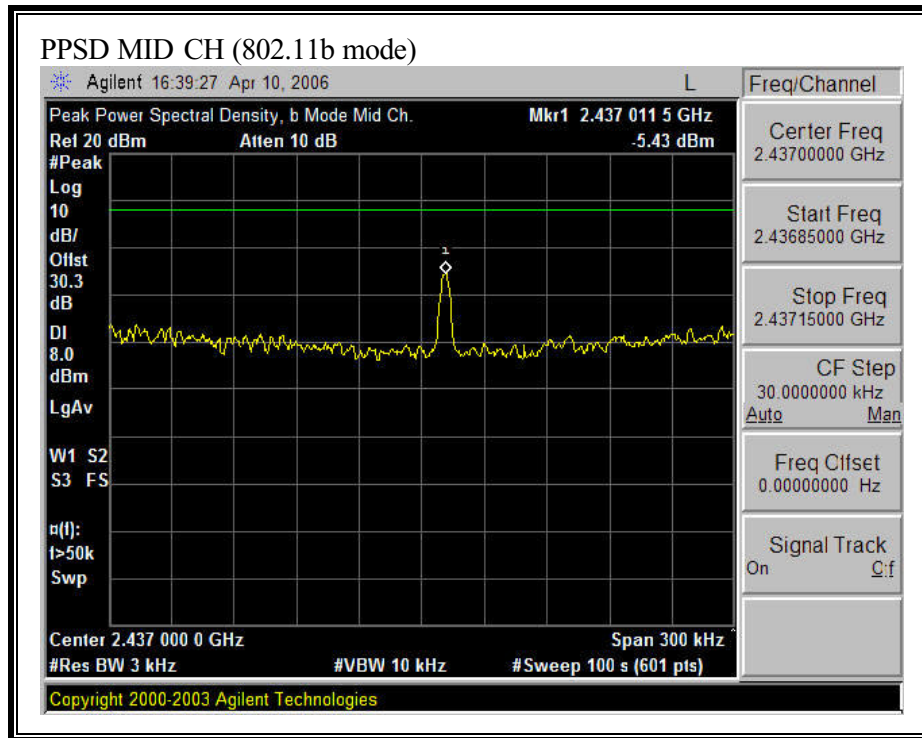 PPSD MID CH (802.11b mode)
Agilent 16:39:27 Apr 10, 2006 L
Freq/Channel
Peak Power Spectral Density, b Mode Mid Ch. Mkr1 2.437 011 5 GHz
Ref 20 dBm Atten 10 dB -5.43 dBm
#Peak
Log
10
dB/
Offst
30.3
dB
DI
8.0
dBm
LgAv
W1 S2
S3 FS
¤(f):
f>50k
Swp
1
Center 2.437 000 0 GHz Span 300 kHz
#Res BW 3 kHz #VBW 10 kHz #Sweep 100 s (601 pts)
Copyright 2000-2003 Agilent Technologies
Center Freq
2.43700000 GHz
Start Freq
2.43685000 GHz
Stop Freq
2.43715000 GHz
CF Step
30.0000000 kHz
Auto Man
Freq Offset
0.00000000 Hz
Signal Track
On Off